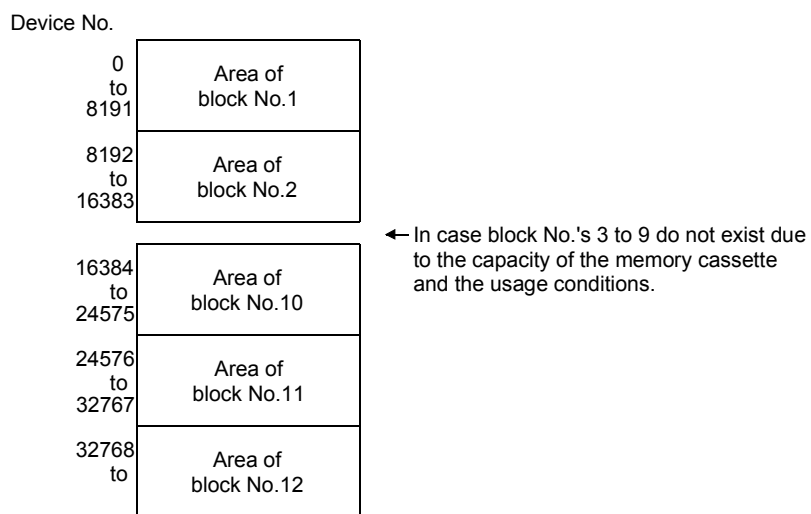 Device No.
0
to
8191
Area of
block No.1
8192
to
16383
Area of
block No.2
In case block No.'s 3 to 9 do not exist due
to the capacity of the memory cassette
and the usage conditions.
16384
to
24575
Area of
block No.10
24576
to
32767
Area of
block No.11
32768
to
Area of
block No.12